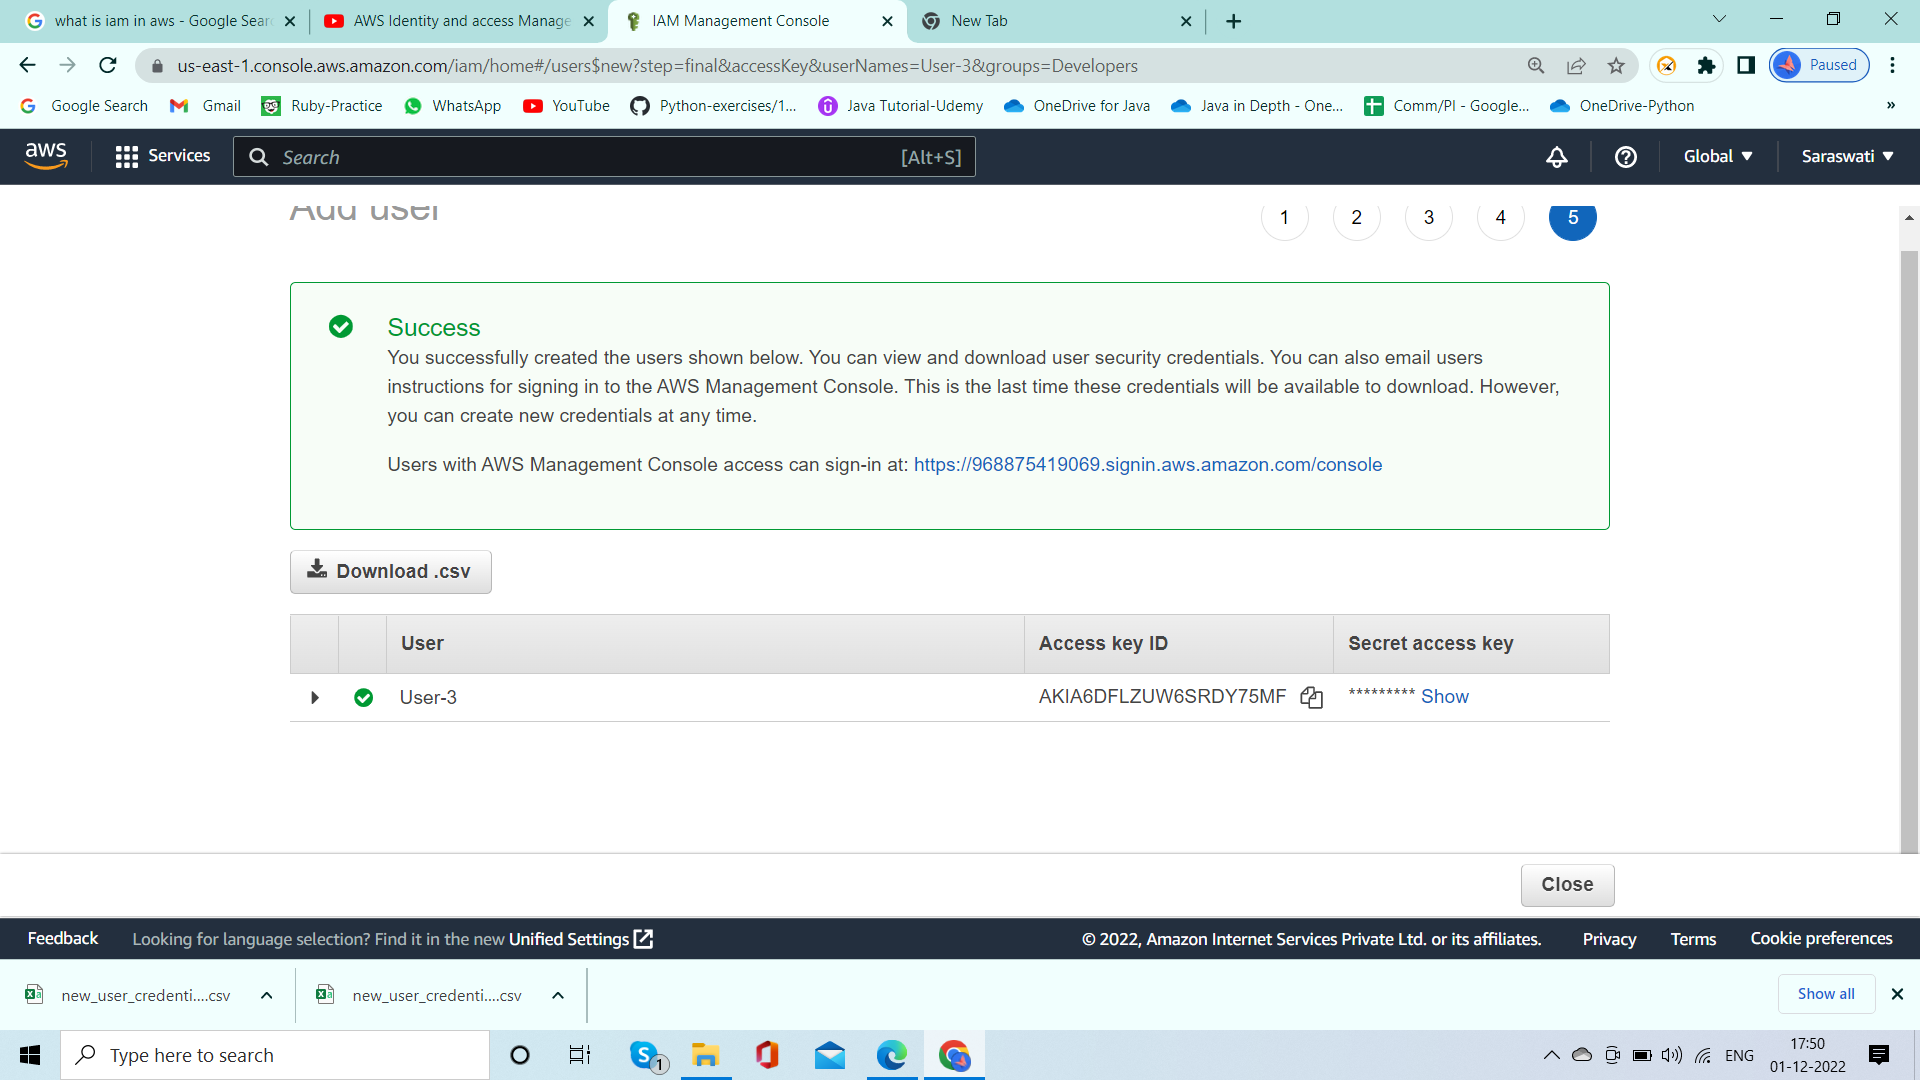 what is iam in aws - Google Sear
AWS Identity and access Manage
IAM Management Console
New Tab
us-east-1.console.aws.amazon.com/iam/home#/users$new?step=final&accessKey&userNames=User-3&groups=Developers
Paused
Google Search
Gmail
Ruby-Practice
WhatsApp
YouTube
Python-exercises/1...
Java Tutorial-Udemy
OneDrive for Java
Java in Depth - One...
Comm/PI - Google...
OneDrive-Python
»
aws
Services
Search
[Alt+S]
Global
Saraswati
Add user
1
2
3
4
5
Success
You successfully created the users shown below. You can view and download user security credentials. You can also email users
instructions for signing in to the AWS Management Console. This is the last time these credentials will be available to download. However,
you can create new credentials at any time.
Users with AWS Management Console access can sign-in at: https://968875419069.signin.aws.amazon.com/console
Download .csv
User
Access key ID
Secret access key
User-3
AKIA6DFLZUW6SRDY75MF
********* Show
Close
Feedback
Looking for language selection? Find it in the new Unified Settings
© 2022, Amazon Internet Services Private Ltd. or its affiliates.
Privacy
Terms
Cookie preferences
new_user_credenti....csv
new_user_credenti....csv
Show all
Type here to search
1
ENG
17:50
01-12-2022